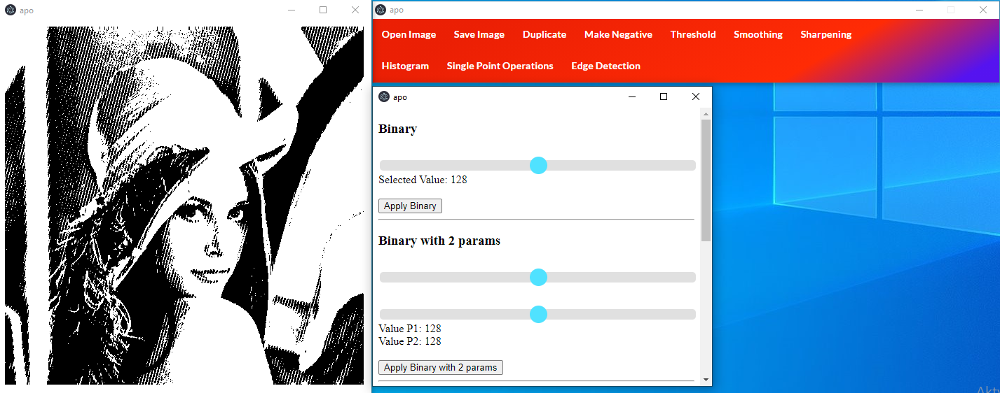 apo
apo
Open Image Save Image Duplicate Make Negative Threshold Smoothing Sharpening
Histogram Single Point Operations Edge Detection
apo
Binary
Selected Value: 128
Apply Binary
Binary with 2 params
Value P1: 128
Value P2: 128
Apply Binary with 2 params